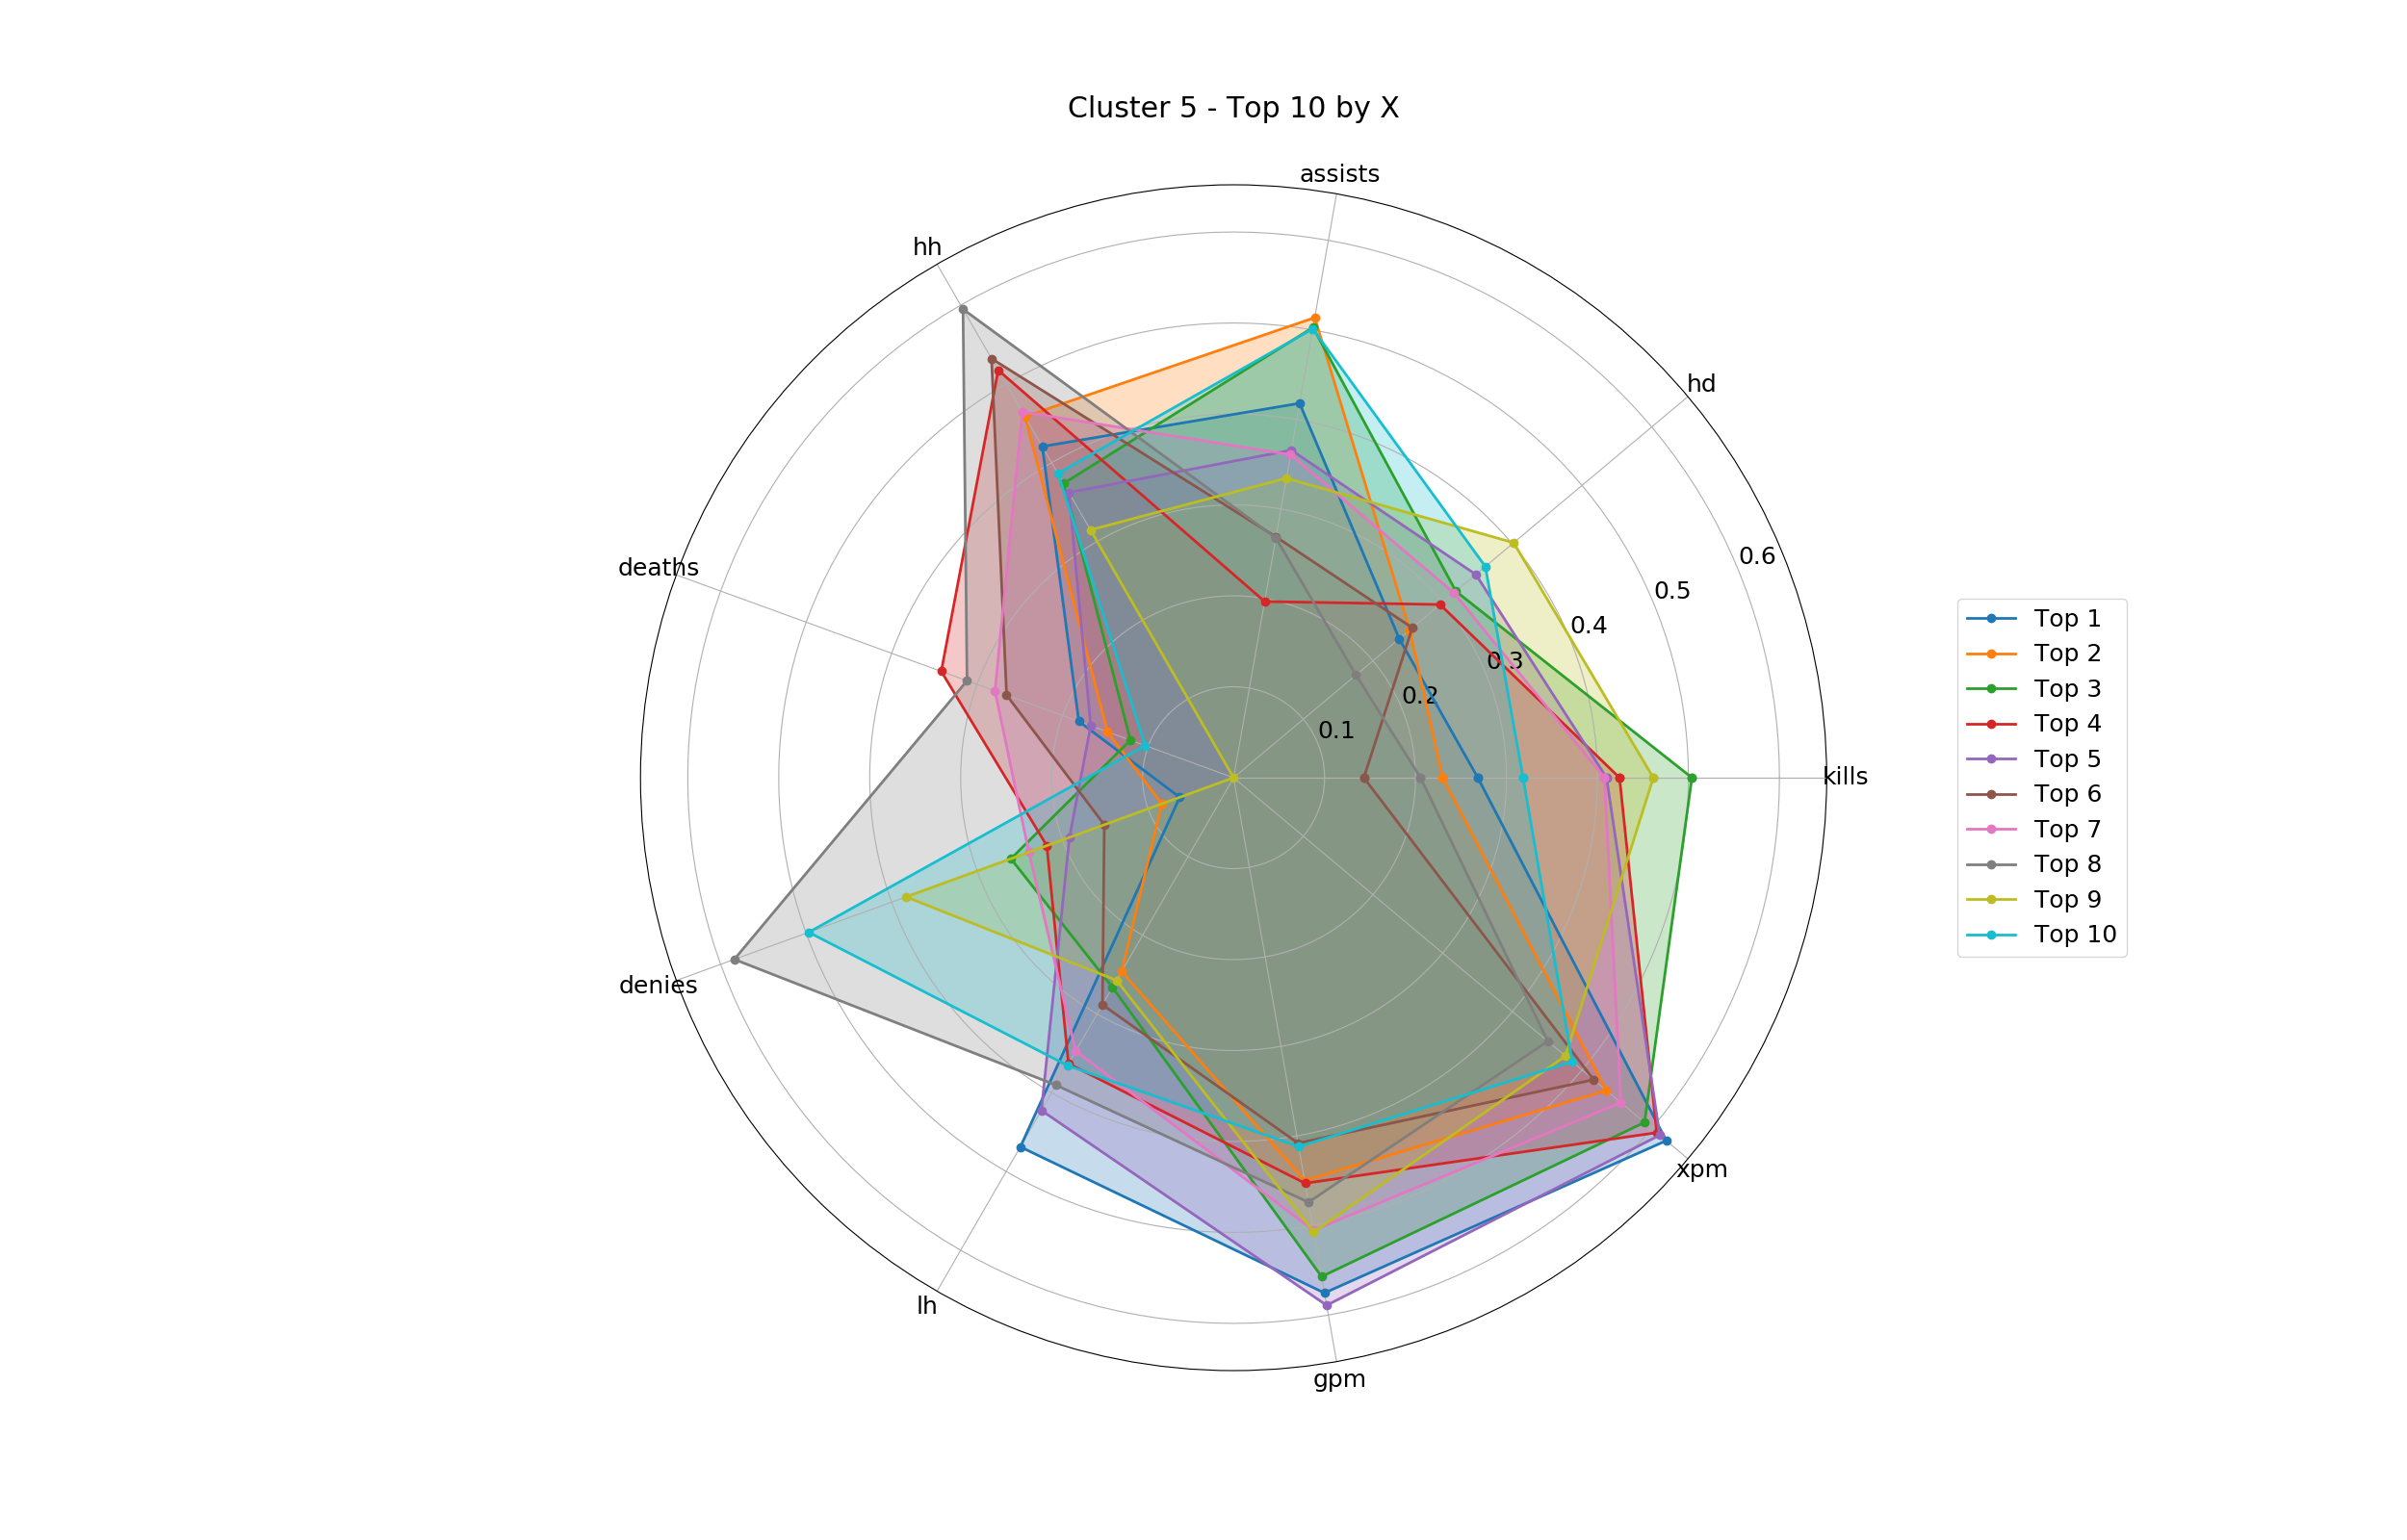 Cluster 5 - Top 10 by X
assists
hh
hd
deaths
0.6
0.5
0.4
0.3
0.2
0.1
kills
denies
xpm
lh
gpm
Top 1
Top 2
Top 3
Top 4
Top 5
Top 6
Top 7
Top 8
Top 9
Top 10